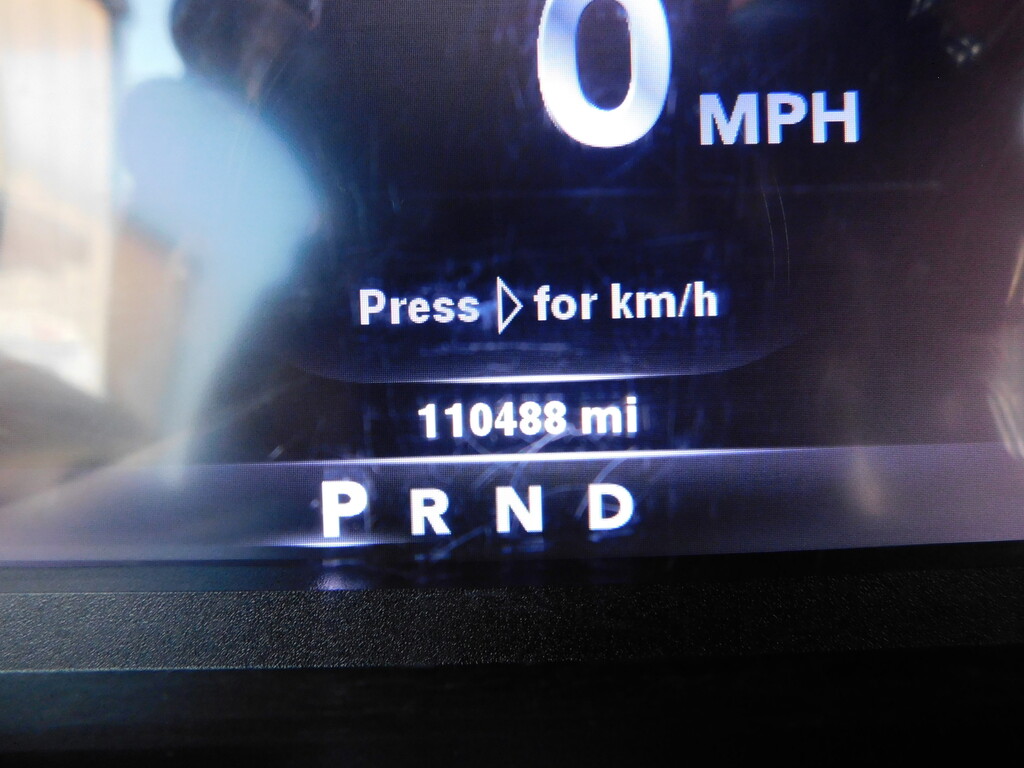 0 MPH
Press ▷ for km/h
110488 mi
P R N D